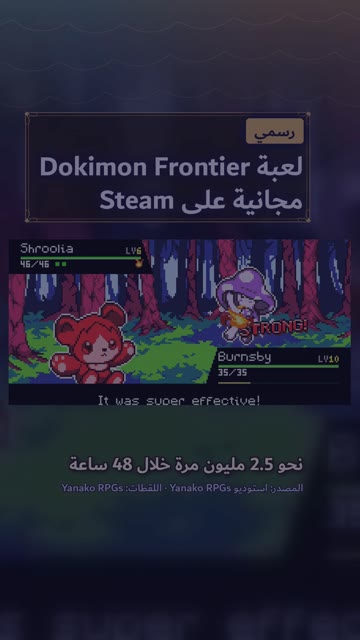 رسمي
لعبة Dokimon Frontier
مجانية على Steam
Shroolia LV6
46/46
STRONG!
Burnsby LV10
35/35
It was super effective!
نحو 2.5 مليون مرة خلال 48 ساعة
المصدر: استوديو Yanako RPGs - اللقطات: Yanako RPGs